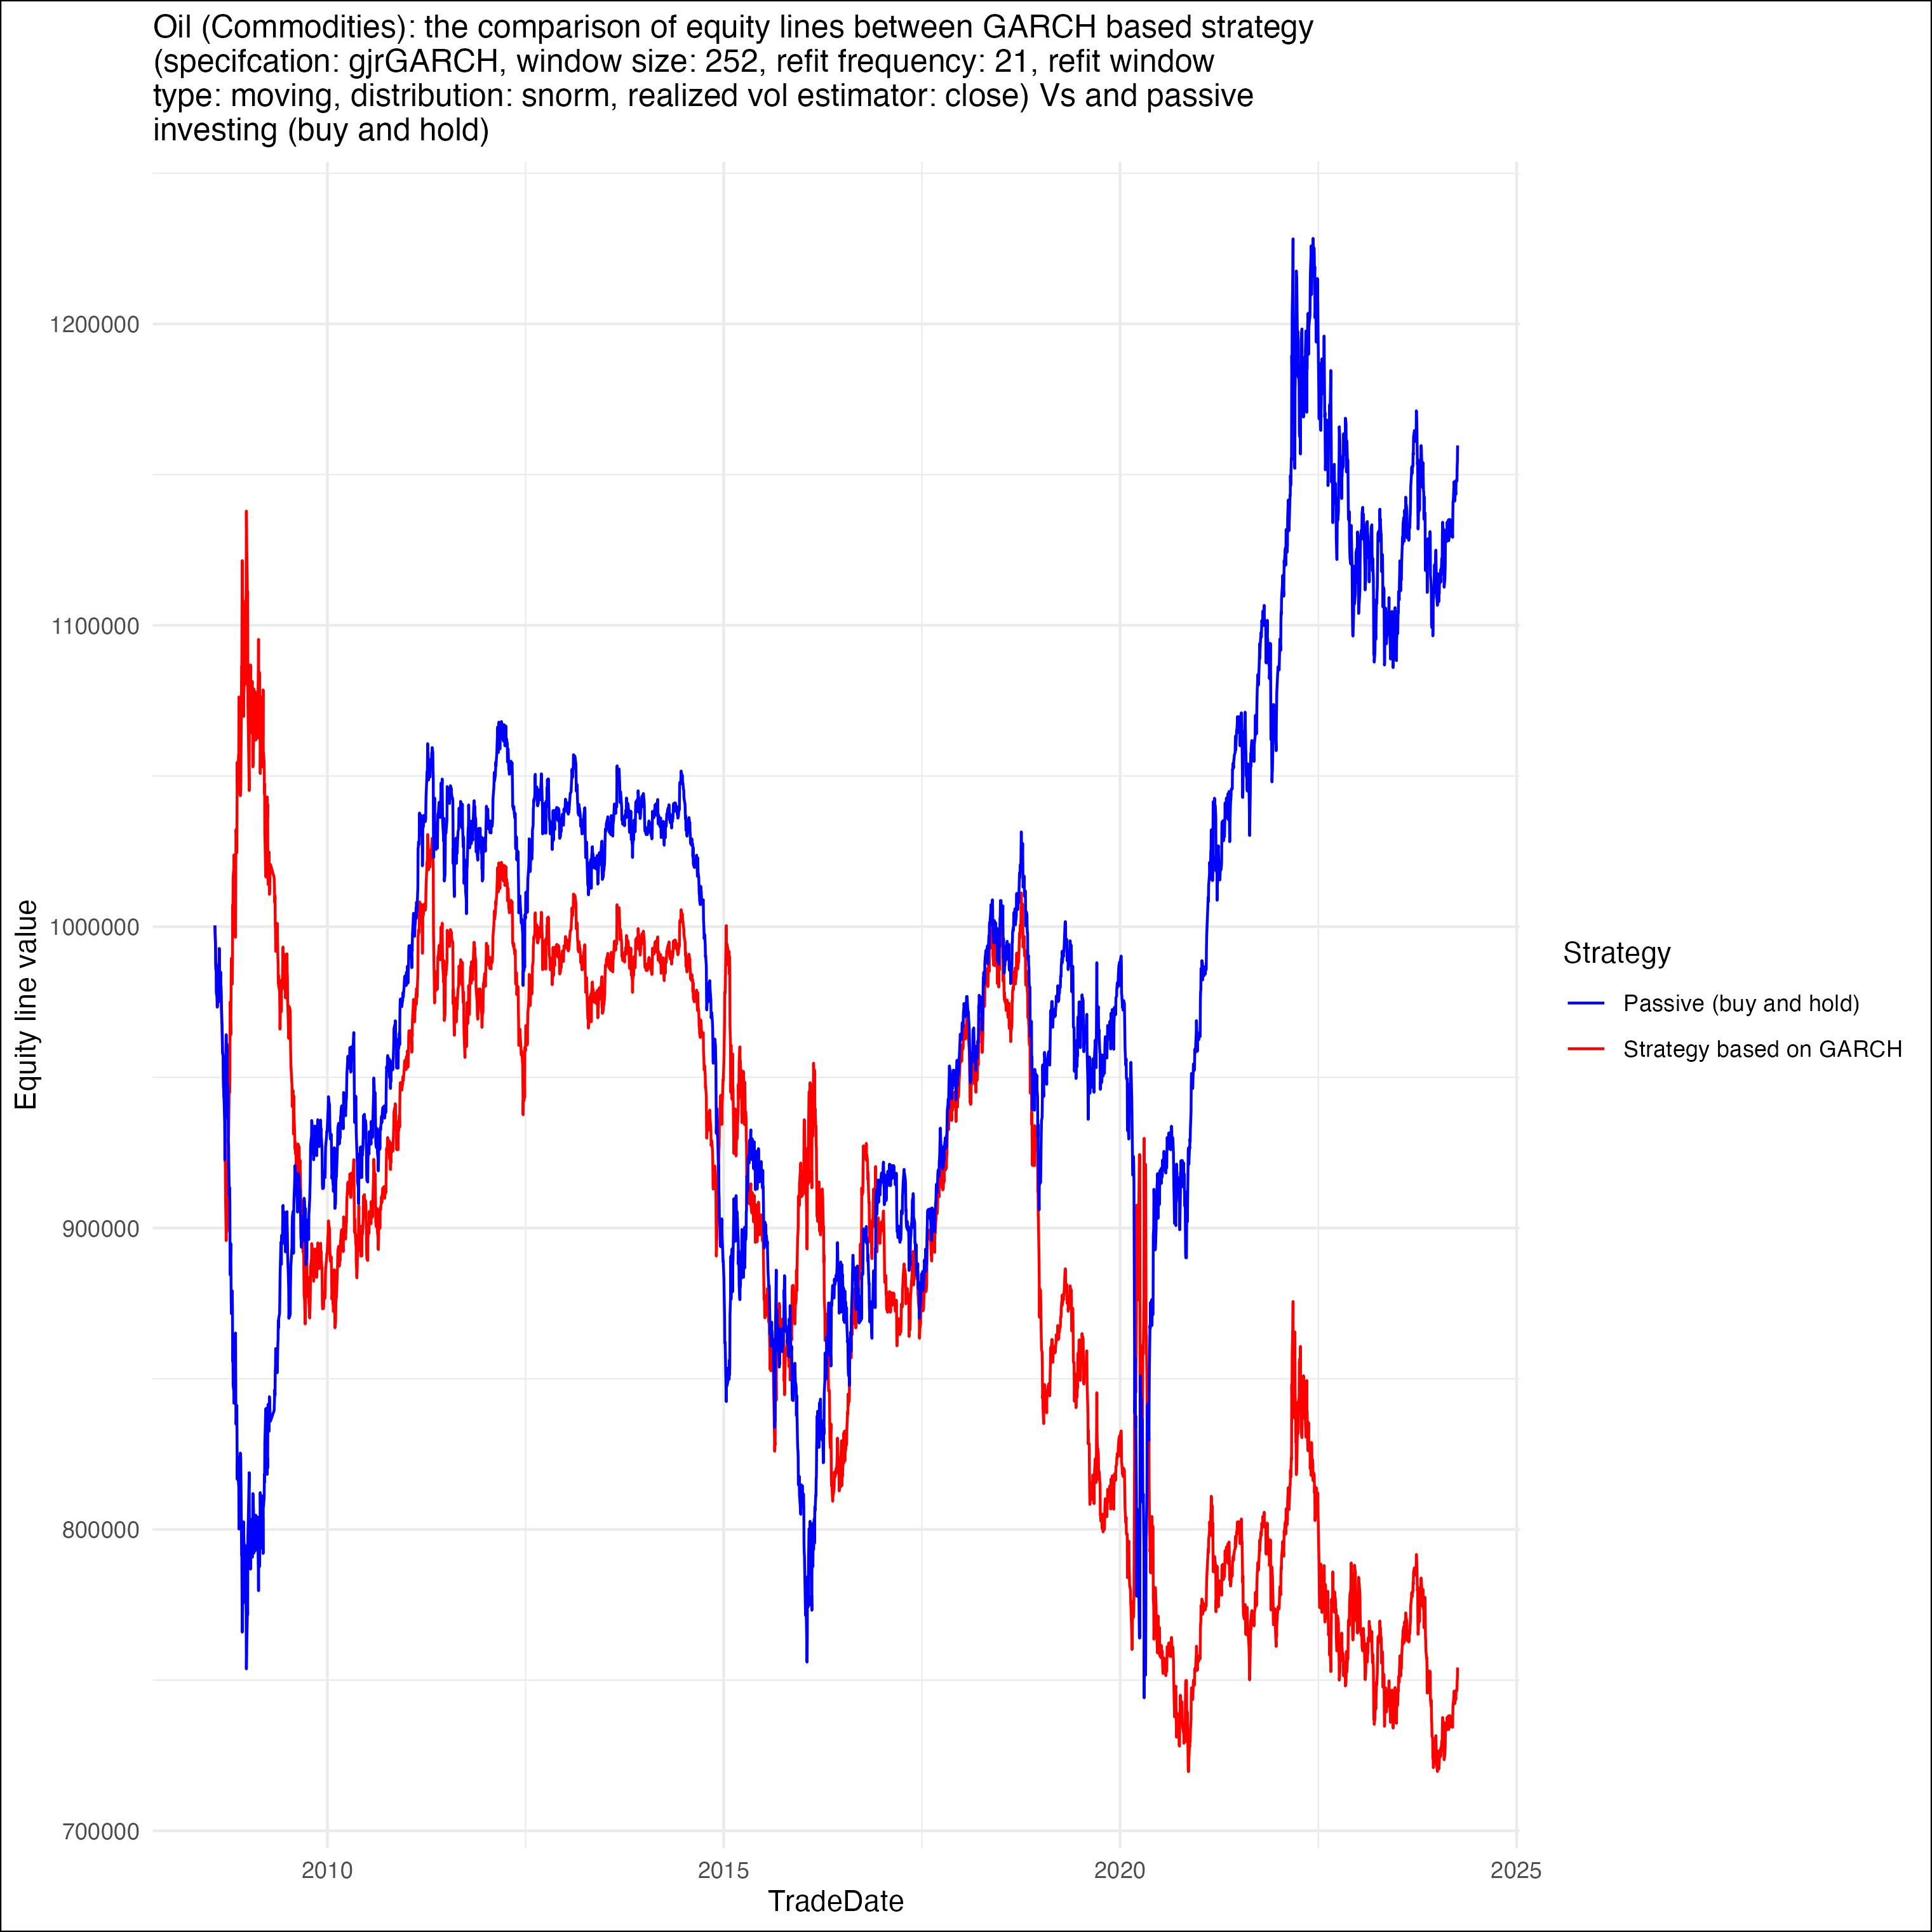 Oil (Commodities): the comparison of equity lines between GARCH based strategy
(specifcation: gjrGARCH, window size: 252, refit frequency: 21, refit window
type: moving, distribution: snorm, realized vol estimator: close) Vs and passive
investing (buy and hold)
Equity line value
1200000
1100000
1000000
900000
800000
700000
2010
2015
2020
2025
TradeDate
Strategy
Passive (buy and hold)
Strategy based on GARCH